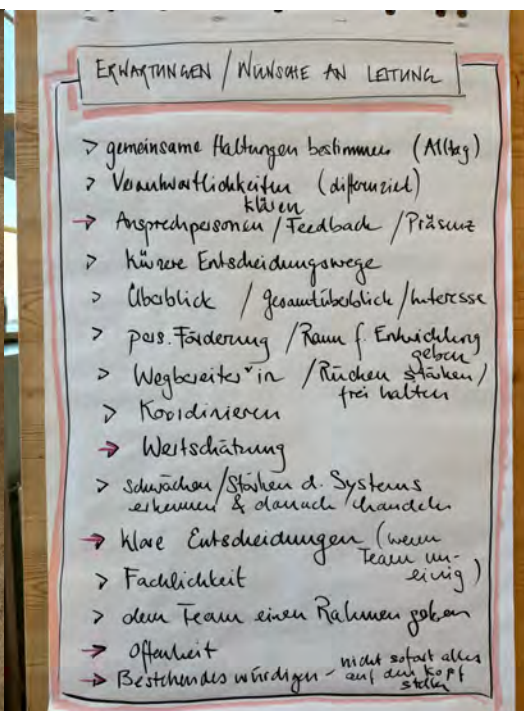 ERWARTUNGEN / WÜNSCHE AN LEITUNG
> gemeinsame Haltungen bestimmen (Alltag)
> Verantwortlichkeiten (differenziert)
klären
→ Ansprechpersonen / Feedback / Präsenz
> kürzere Entscheidungswege
> Überblick / Gesamtüberblick / Interesse
> pers. Förderung / Raum f. Entwicklung
geben
> Wegbereiter*in / Rücken stärken /
frei halten
> Koordinieren
→ Wertschätzung
> schwächen / Stärken d. Systems
erkennen & danach handeln
→ klare Entscheidungen (wenn
Team un-
einig)
> Fachlichkeit
> dem Team einen Rahmen geben
→ Offenheit
→ Bestehendes würdigen - nicht sofort alles
auf den Kopf
stellen